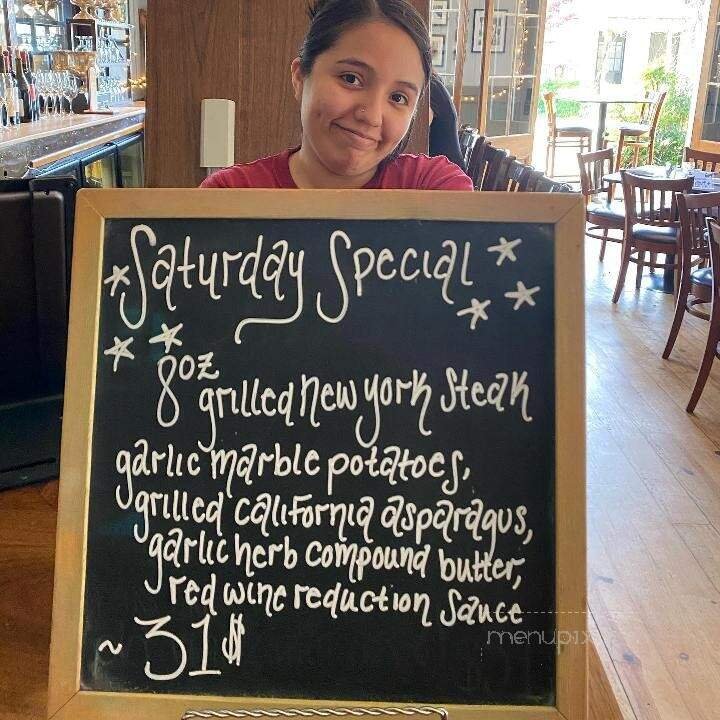 Saturday Special
8oz grilled new york steak
garlic marble potatoes,
grilled california asparagus,
garlic herb compound butter,
red wine reduction sauce
~ 31$
menupix